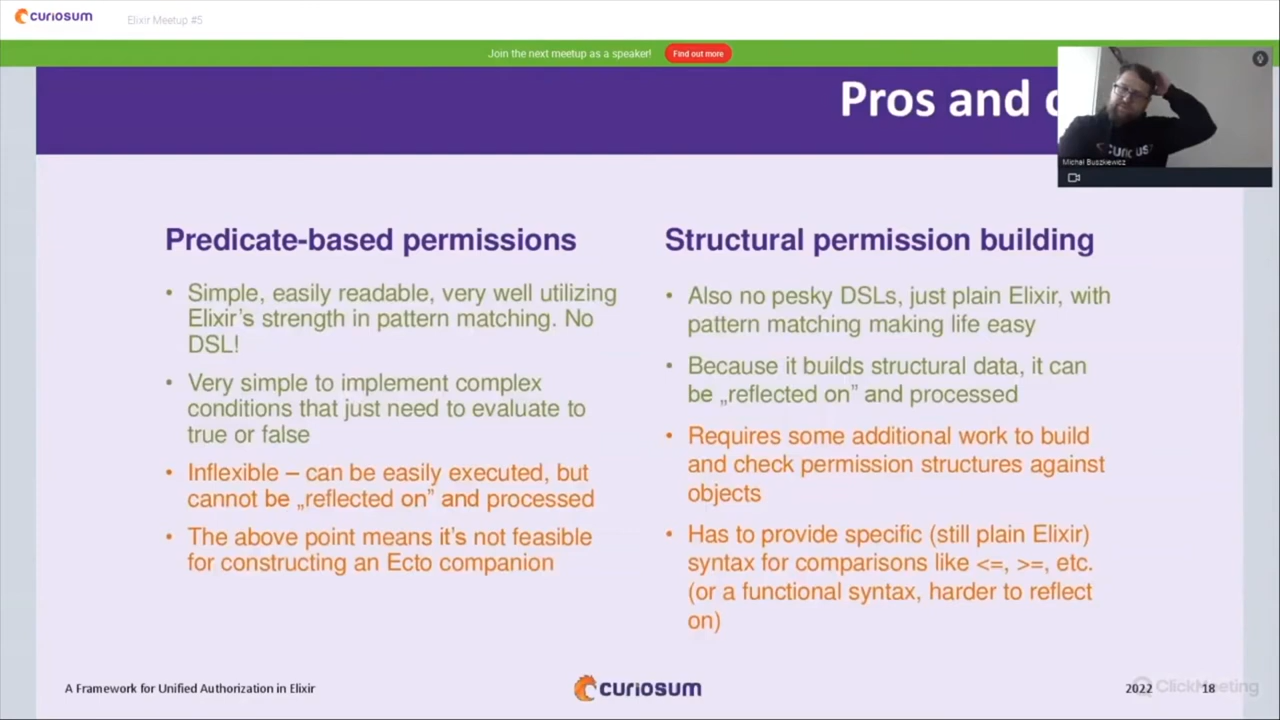 curiosum
Elixir Meetup #5
Join the next meetup as a speaker!
Find out more
Pros and
Michał Buszkiewicz
Predicate-based permissions
• Simple, easily readable, very well utilizing
Elixir's strength in pattern matching. No
DSL!
• Very simple to implement complex
conditions that just need to evaluate to
true or false
• Inflexible – can be easily executed, but
cannot be „reflected on” and processed
• The above point means it's not feasible
for constructing an Ecto companion
Structural permission building
• Also no pesky DSLs, just plain Elixir, with
pattern matching making life easy
• Because it builds structural data, it can
be „reflected on” and processed
• Requires some additional work to build
and check permission structures against
objects
• Has to provide specific (still plain Elixir)
syntax for comparisons like <=, >=, etc.
(or a functional syntax, harder to reflect
on)
A Framework for Unified Authorization in Elixir
curiosum
2022
ClickMeeting
18